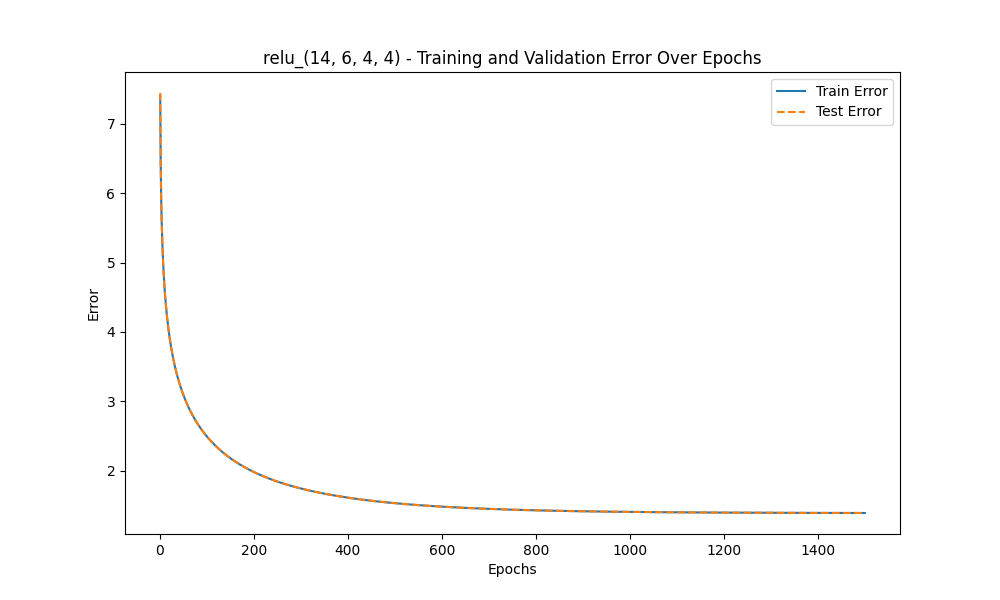 relu_(14, 6, 4, 4) - Training and Validation Error Over Epochs
Train Error
Test Error
7
6
5
4
3
2
Error
0 200 400 600 800 1000 1200 1400
Epochs